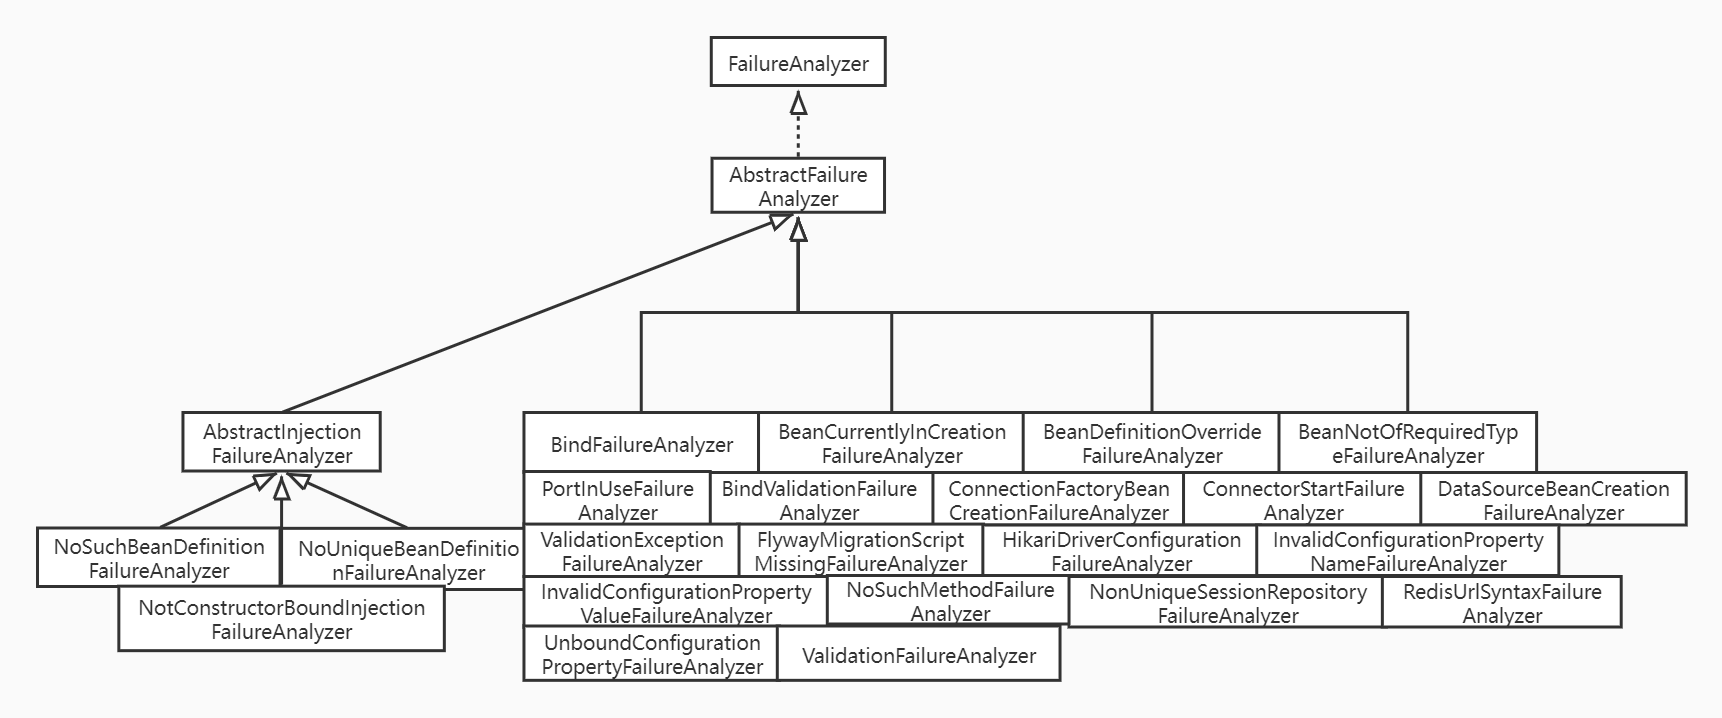 FailureAnalyzer
AbstractFailure
Analyzer
AbstractInjection
FailureAnalyzer
NoSuchBeanDefinition
FailureAnalyzer
NoUniqueBeanDefinitio
nFailureAnalyzer
NotConstructorBoundInjection
FailureAnalyzer
BindFailureAnalyzer
BeanCurrentlyInCreation
FailureAnalyzer
BeanDefinitionOverride
FailureAnalyzer
BeanNotOfRequiredTyp
eFailureAnalyzer
PortInUseFailure
Analyzer
BindValidationFailure
Analyzer
ConnectionFactoryBean
CreationFailureAnalyzer
ConnectorStartFailure
Analyzer
DataSourceBeanCreation
FailureAnalyzer
ValidationException
FailureAnalyzer
FlywayMigrationScript
MissingFailureAnalyzer
HikariDriverConfiguration
FailureAnalyzer
InvalidConfigurationProperty
NameFailureAnalyzer
InvalidConfigurationProperty
ValueFailureAnalyzer
NoSuchMethodFailure
Analyzer
NonUniqueSessionRepository
FailureAnalyzer
RedisUrlSyntaxFailure
Analyzer
UnboundConfiguration
PropertyFailureAnalyzer
ValidationFailureAnalyzer